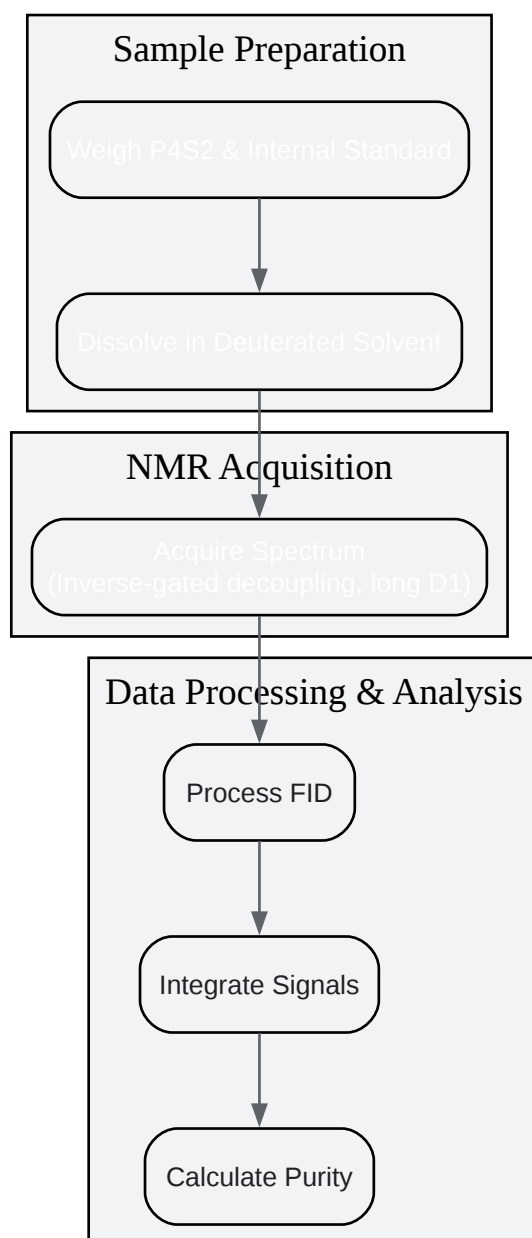 Sample Preparation
Weigh P4S2 & Internal Standard
Dissolve in Deuterated Solvent
NMR Acquisition
Acquire Spectrum
(Inverse-gated decoupling, long D1)
Data Processing & Analysis
Process FID
Integrate Signals
Calculate Purity